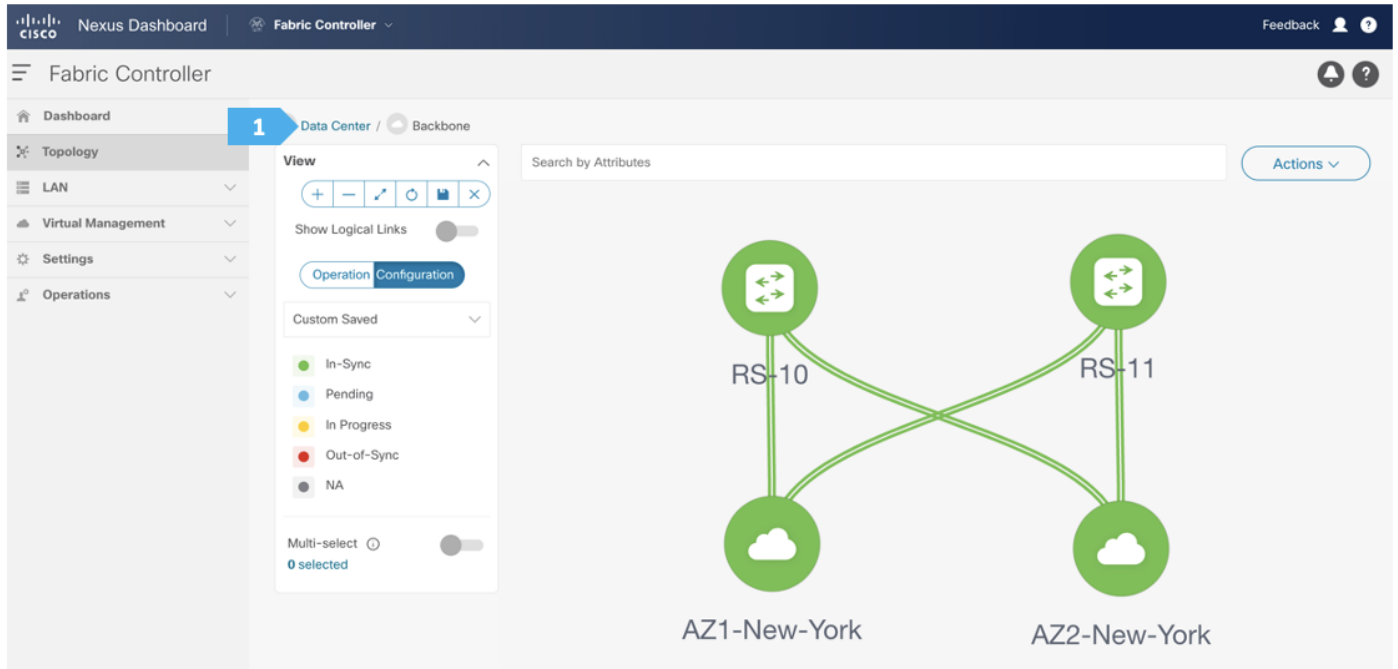 CISCO Nexus Dashboard Fabric Controller Feedback ?
Fabric Controller ?
Dashboard
1 Data Center / Backbone
Topology
View
Search by Attributes
Actions
LAN
Virtual Management
Show Logical Links
Settings
Operation Configuration
Operations
Custom Saved
In-Sync
RS-10
RS-11
Pending
In Progress
Out-of-Sync
NA
Multi-select
0 selected
AZ1-New-York
AZ2-New-York